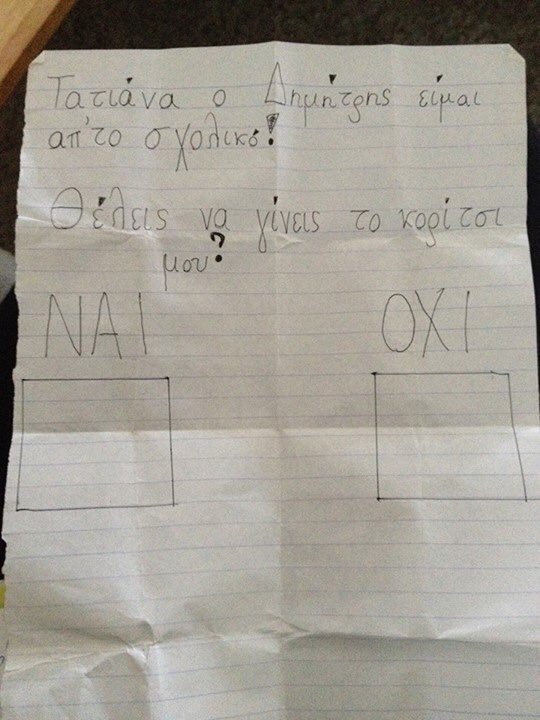 Τατιάνα ο Δημήτρης είμαι
απ'το σχολικό!
Θέλεις να γίνεις το κορίτσι
μου?
ΝΑΙ ΟΧΙ